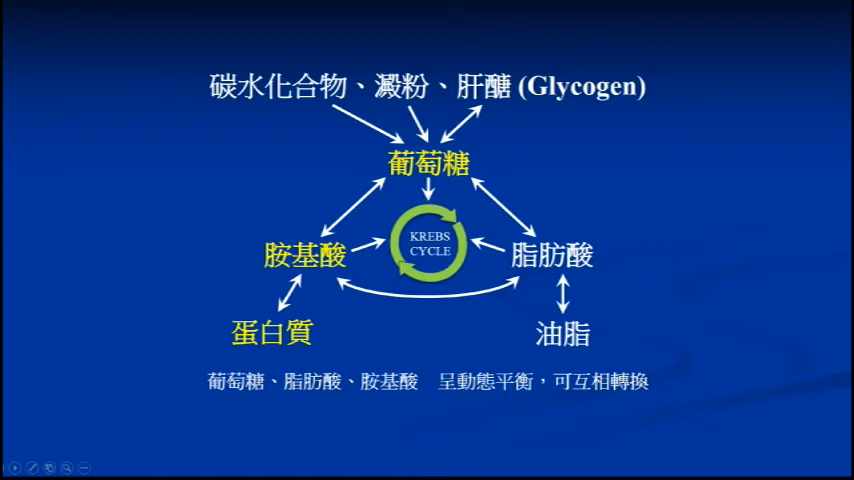 碳水化合物、澱粉、肝醣 (Glycogen)
葡萄糖
KREBS
CYCLE
胺基酸
脂肪酸
蛋白質
油脂
葡萄糖、脂肪酸、胺基酸 呈動態平衡，可互相轉換